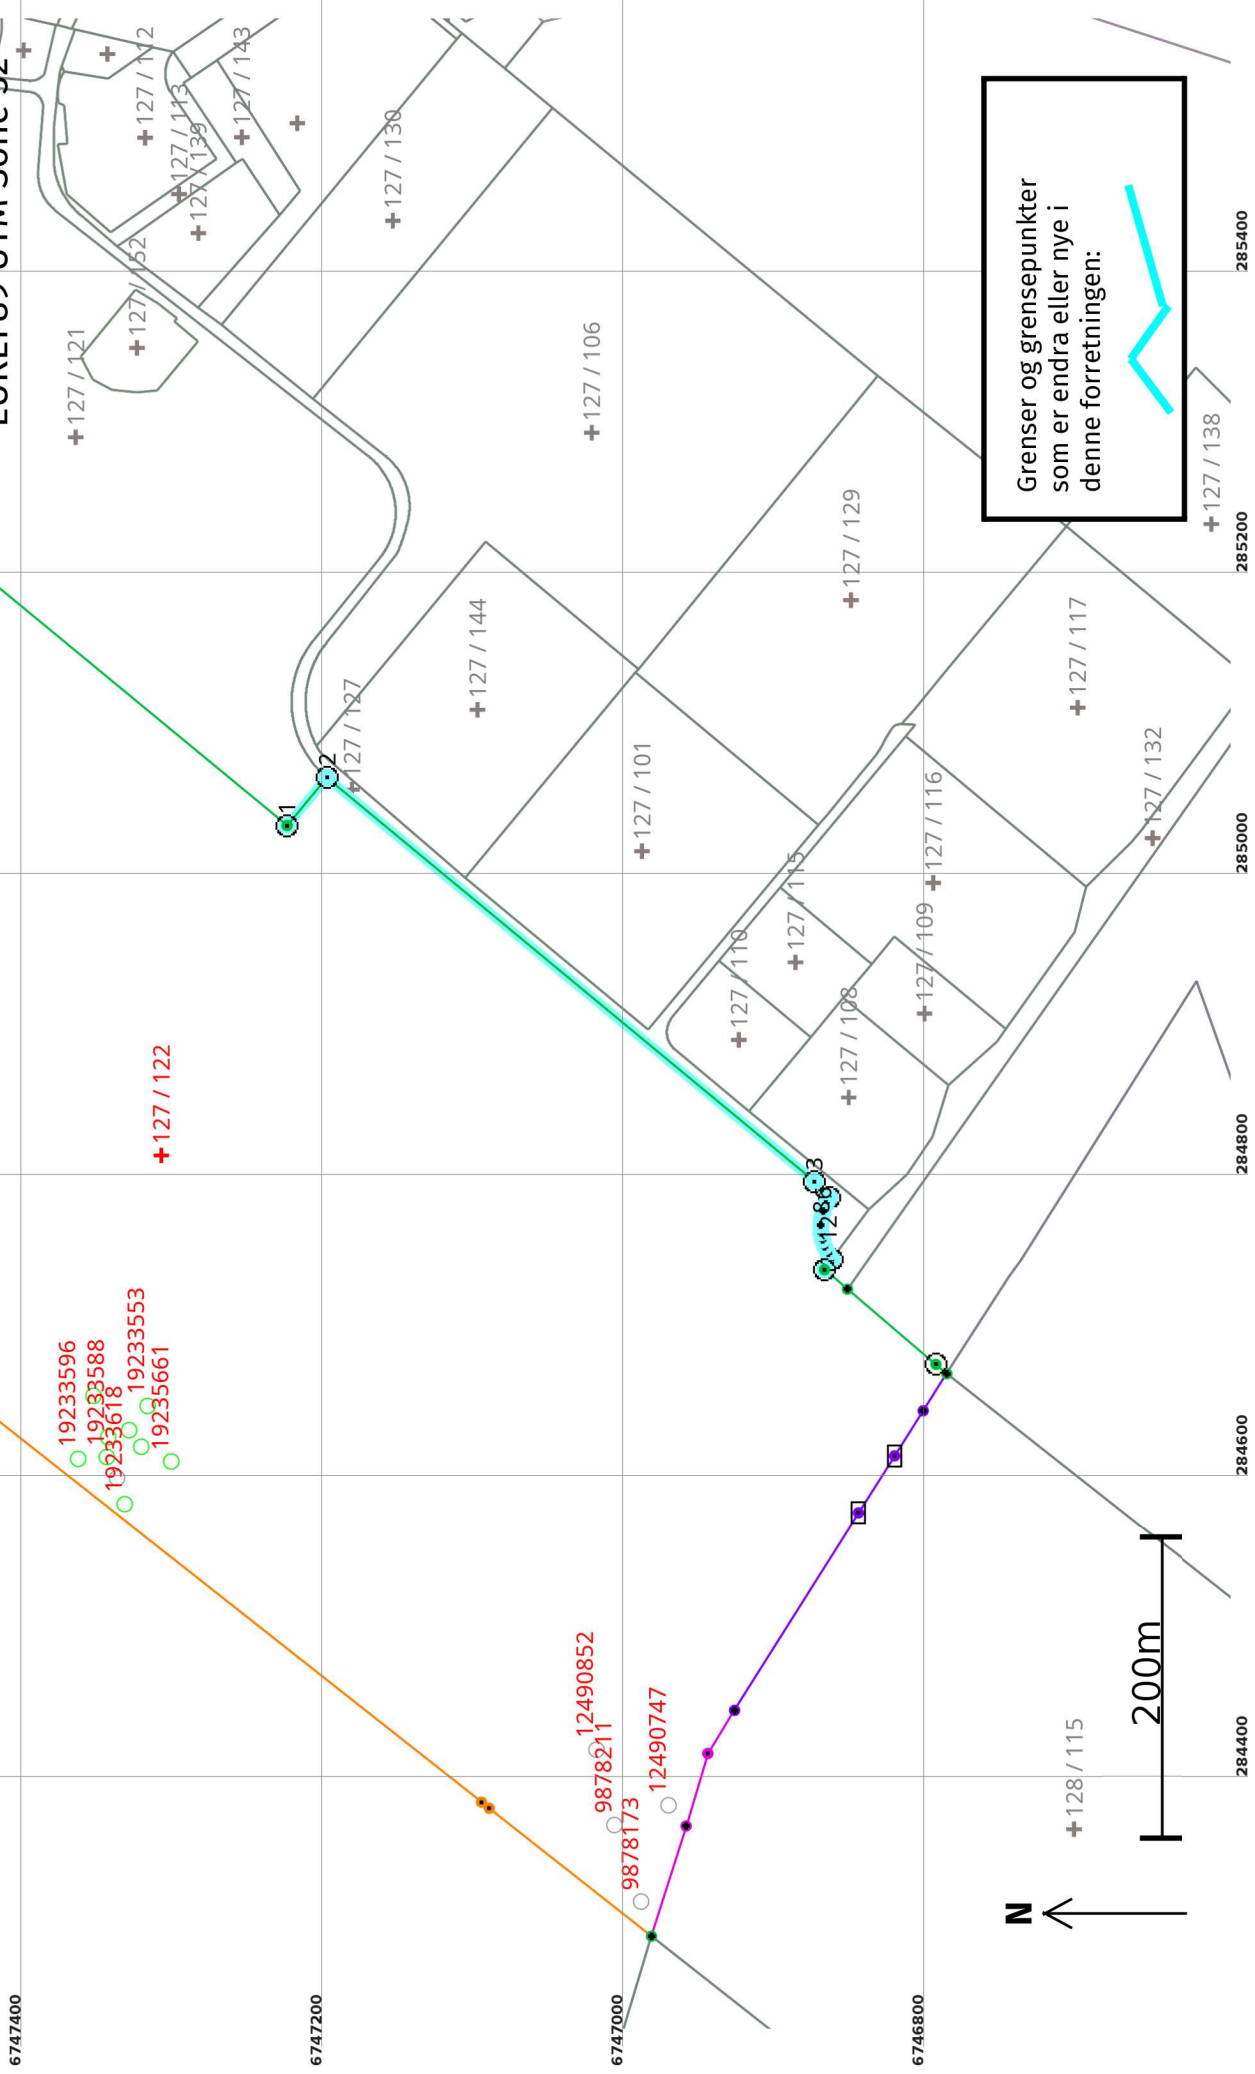 EUREF89 UTM Sone 32
6747400
19233596
127 / 121
19233588
19233618
19233553
127 / 152
127 / 112
19235661
127 / 122
127 / 113
127 / 139
127 / 143
1
6747200
2
127 / 127
127 / 130
127 / 144
12490852
127 / 106
9878211
6747000
9878173
127 / 101
12490747
127 / 110
127 / 115
3
86
12
127 / 108
127 / 129
6746800
127 / 109
127 / 116
N
Grenser og grensepunkter
som er endra eller nye i
denne forretningen:
128 / 115
127 / 117
200m
127 / 132
127 / 138
284400
284600
284800
285000
285200
285400